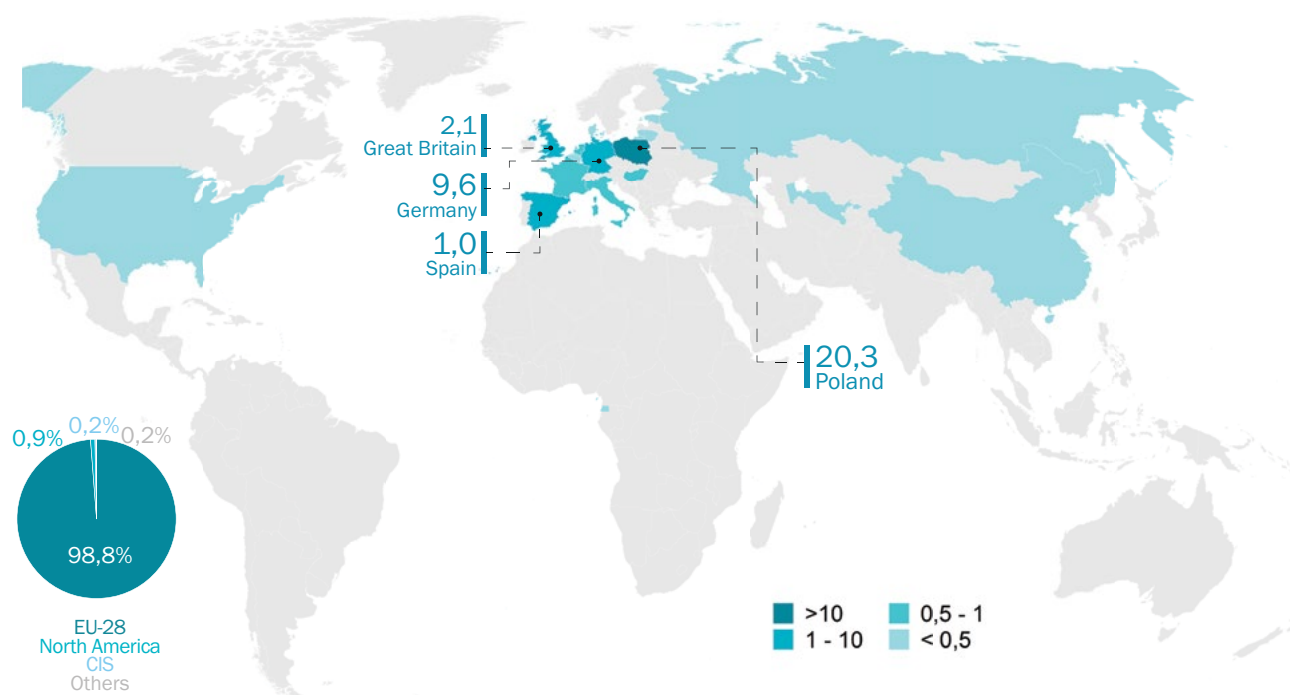 2,1
Great Britain
9,6
Germany
1,0
Spain
20,3
Poland
0,9%
0,2%
0,2%
98,8%
EU-28
North America
CIS
Others
>10
0,5 - 1
1 - 10
< 0,5